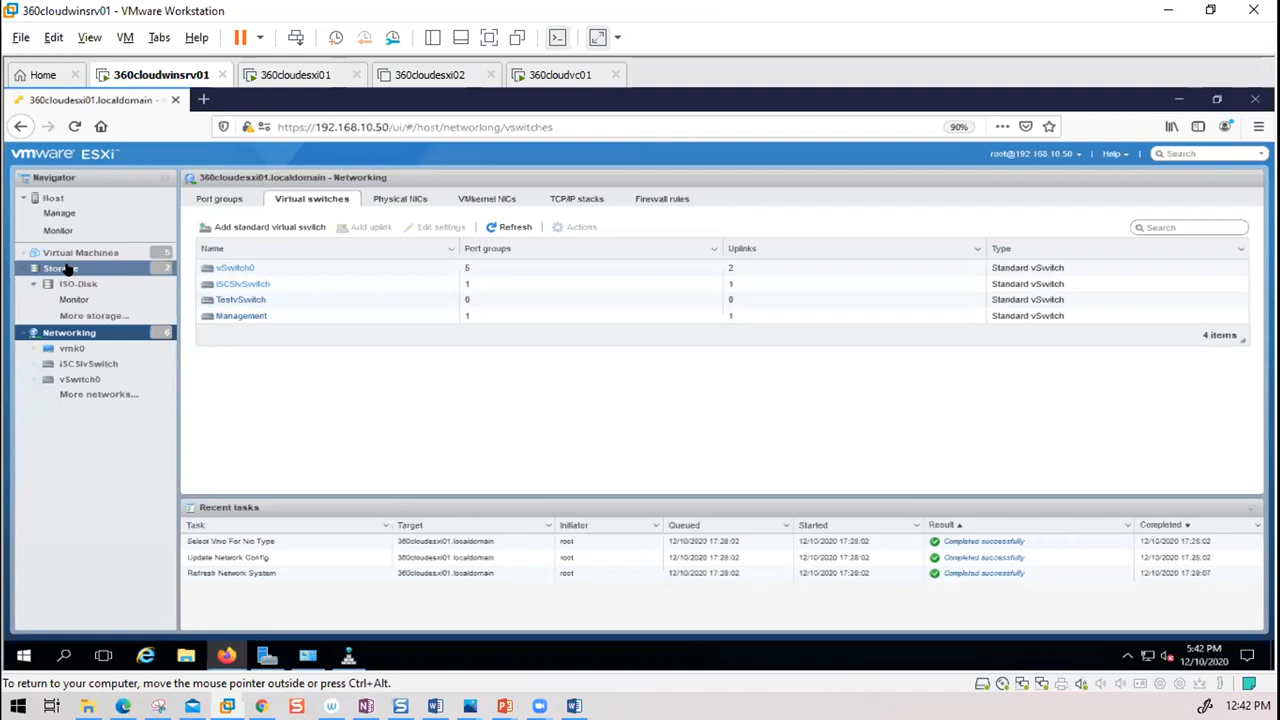 360cloudwinsrv01 - VMware Workstation
File Edit View VM Tabs Help
Home 360cloudwinsrv01 360cloudesxi01 360cloudesxi02 360cloudvc01
360cloudesxi01.localdomain -
https://192.168.10.50/ui/#/host/networking/vswitches 90%
vmware ESXi™ root@192.168.10.50 Help Search
Navigator
Host
Manage
Monitor
Virtual Machines 5
Storage 2
ISO-Disk
Monitor
More storage...
Networking 6
vmk0
iSCSIvSwitch
vSwitch0
More networks...
360cloudesxi01.localdomain - Networking
Port groups Virtual switches Physical NICs VMkernel NICs TCP/IP stacks Firewall rules
Add standard virtual switch Add uplink Edit settings Refresh Actions Search
Name Port groups Uplinks Type
vSwitch0 5 2 Standard vSwitch
iSCSIvSwitch 1 1 Standard vSwitch
TestvSwitch 0 0 Standard vSwitch
Management 1 1 Standard vSwitch
4 items
Recent tasks
Task Target Initiator Queued Started Result Completed
Select Vnic For Nic Type 360cloudesxi01.localdomain root 12/10/2020 17:28:02 12/10/2020 17:28:02 Completed successfully 12/10/2020 17:28:02
Update Network Config 360cloudesxi01.localdomain root 12/10/2020 17:28:02 12/10/2020 17:28:02 Completed successfully 12/10/2020 17:28:02
Refresh Network System 360cloudesxi01.localdomain root 12/10/2020 17:28:02 12/10/2020 17:28:02 Completed successfully 12/10/2020 17:28:07
5:42 PM
12/10/2020
To return to your computer, move the mouse pointer outside or press Ctrl+Alt.
12:42 PM